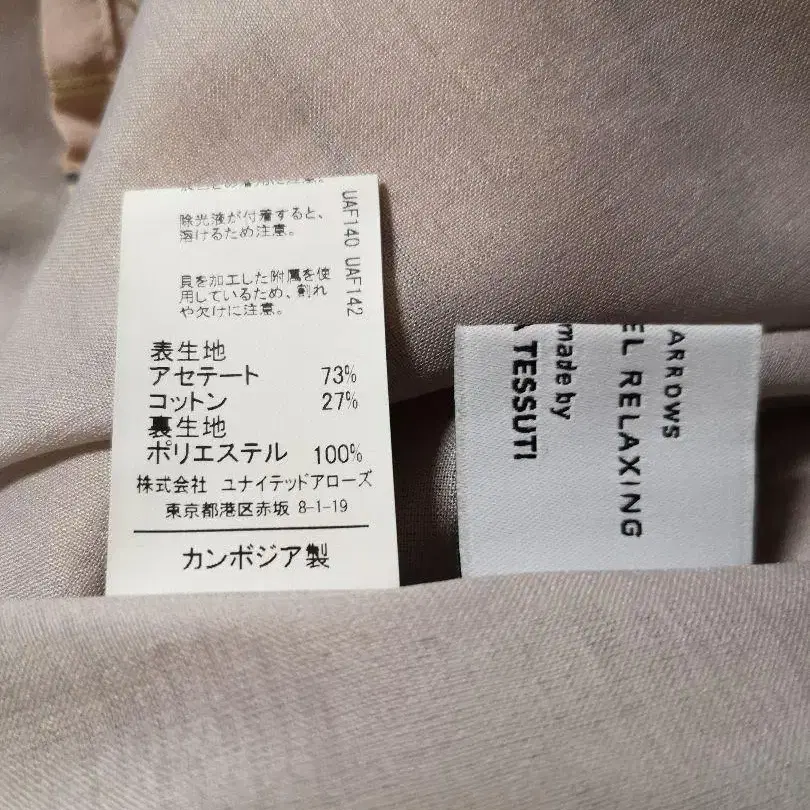 除光液が付着すると、
溶けるため注意。
貝を加工した附属を使
用しているため、割れ
や欠けに注意。
UAF140 UAF142
表生地
アセテート 73%
コットン 27%
裏生地
ポリエステル 100%
株式会社 ユナイテッドアローズ
東京都港区赤坂 8-1-19
カンボジア製
ARROWS
EL RELAXING
made by
TESSUTI